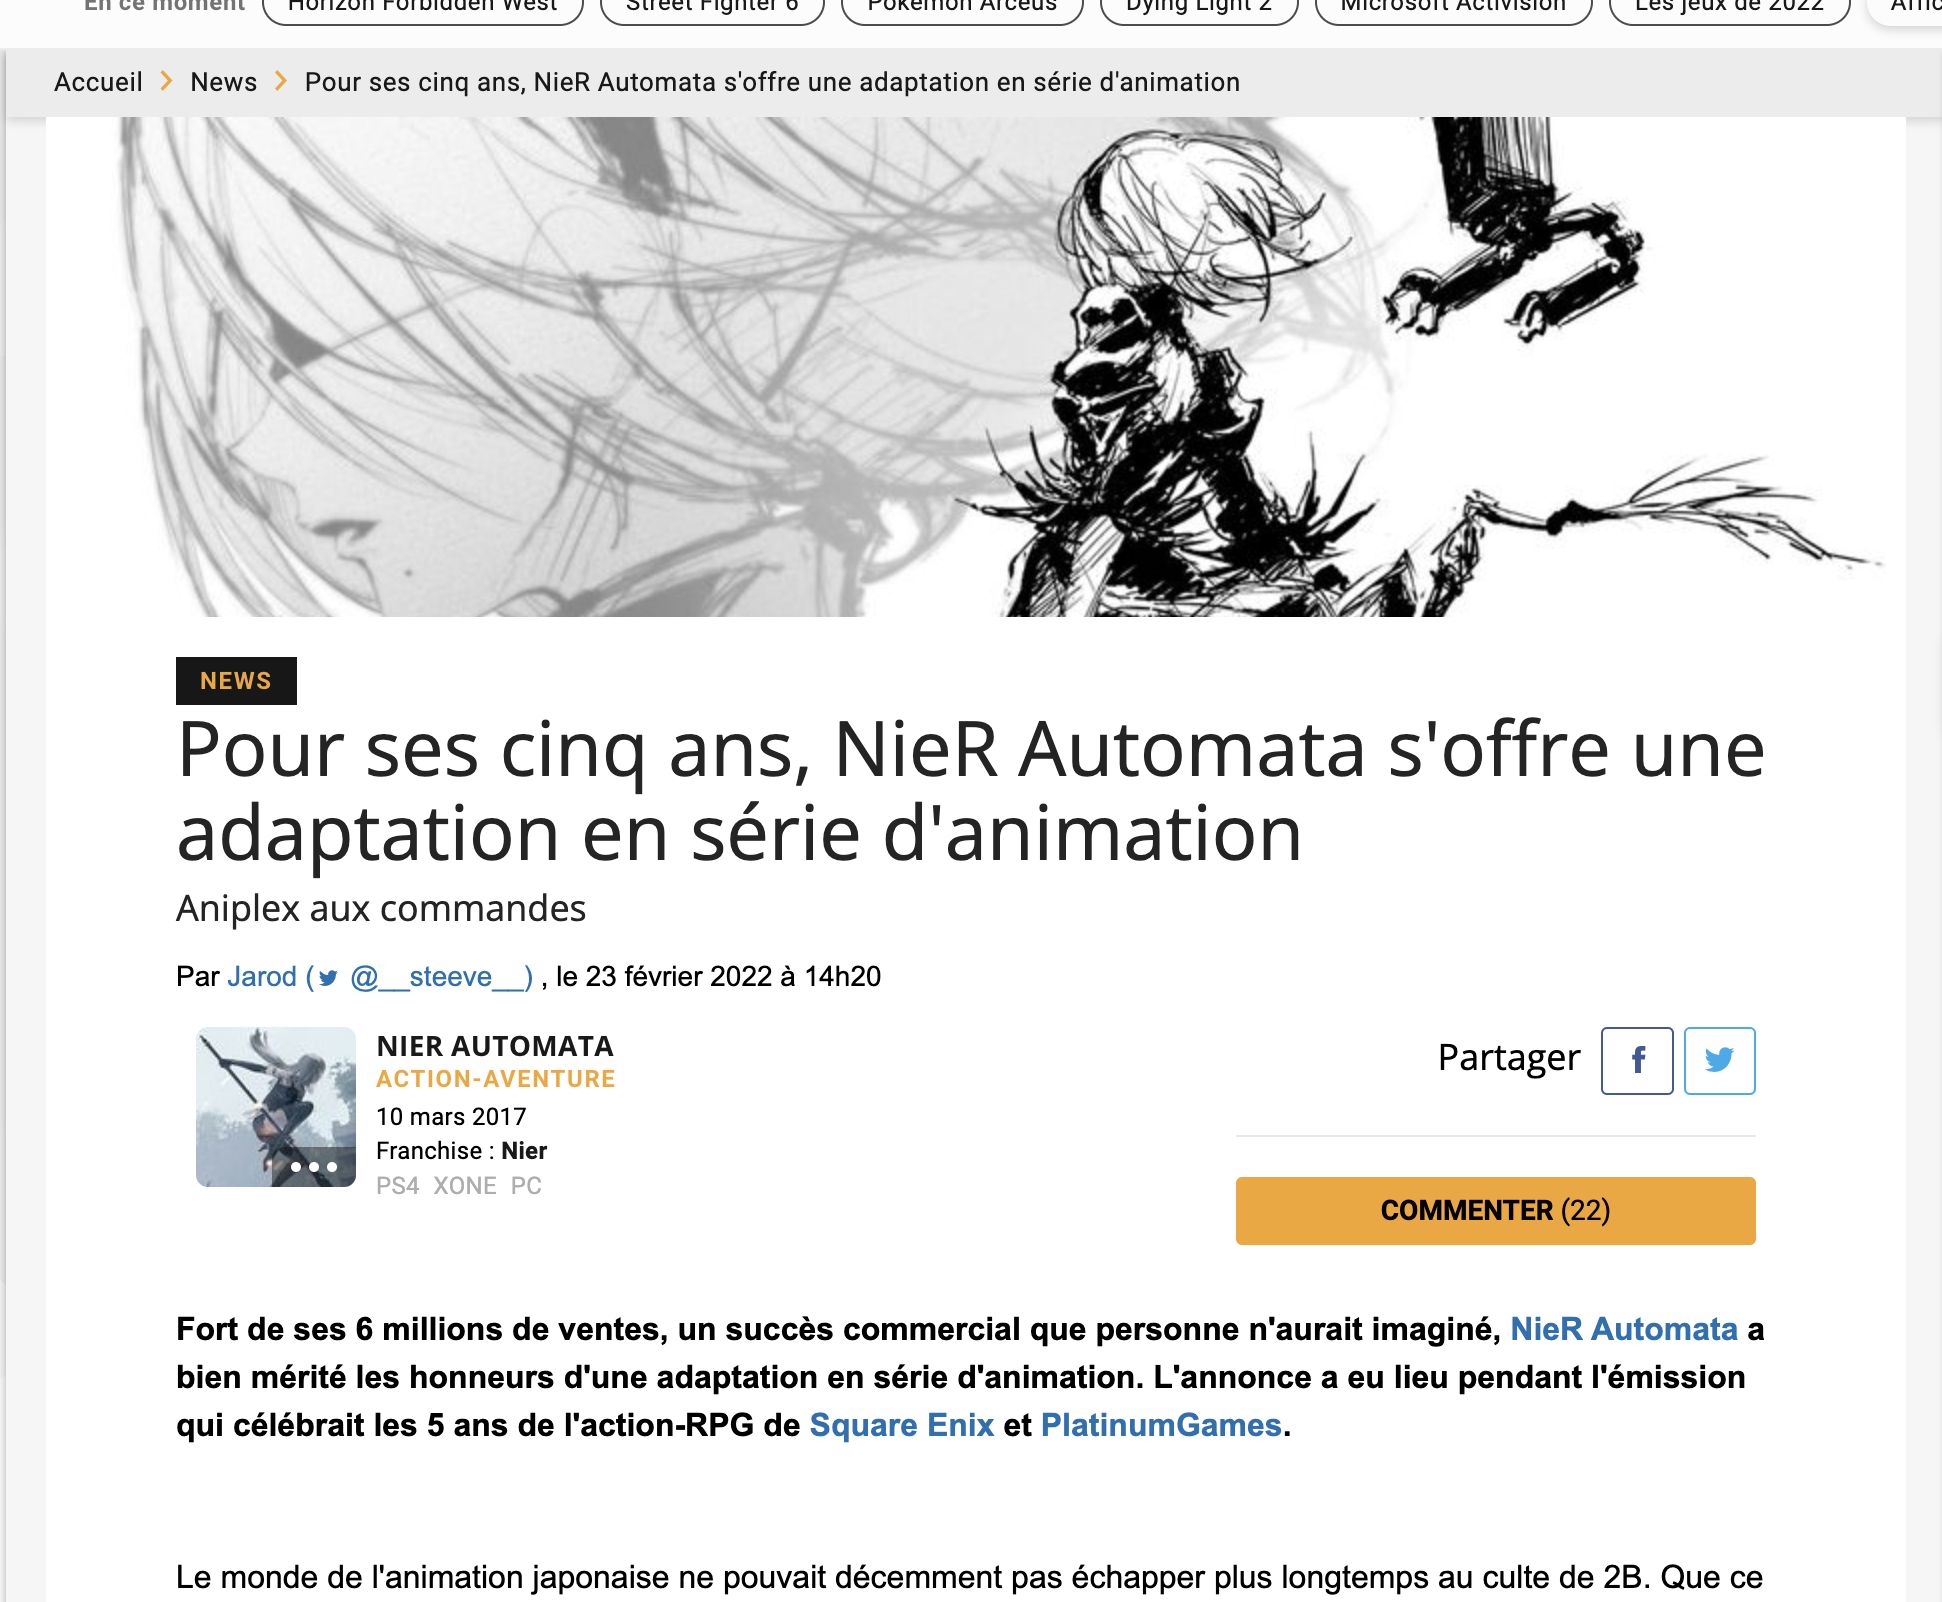 En ce moment Horizon Forbidden West Street Fighter 6 Pokémon Arceus Dying Light 2 Microsoft Activision Les jeux de 2022
Accueil News Pour ses cinq ans, NieR Automata s'offre une adaptation en série d'animation
NEWS
Pour ses cinq ans, NieR Automata s'offre une
adaptation en série d'animation
Aniplex aux commandes
Par Jarod ( @__steeve__) , le 23 février 2022 à 14h20
NIER AUTOMATA
ACTION-AVENTURE
10 mars 2017
Franchise : Nier
PS4 XONE PC
Partager
COMMENTER (22)
Fort de ses 6 millions de ventes, un succès commercial que personne n'aurait imaginé, NieR Automata a
bien mérité les honneurs d'une adaptation en série d'animation. L'annonce a eu lieu pendant l'émission
qui célébrait les 5 ans de l'action-RPG de Square Enix et PlatinumGames.
Le monde de l'animation japonaise ne pouvait décemment pas échapper plus longtemps au culte de 2B. Que ce